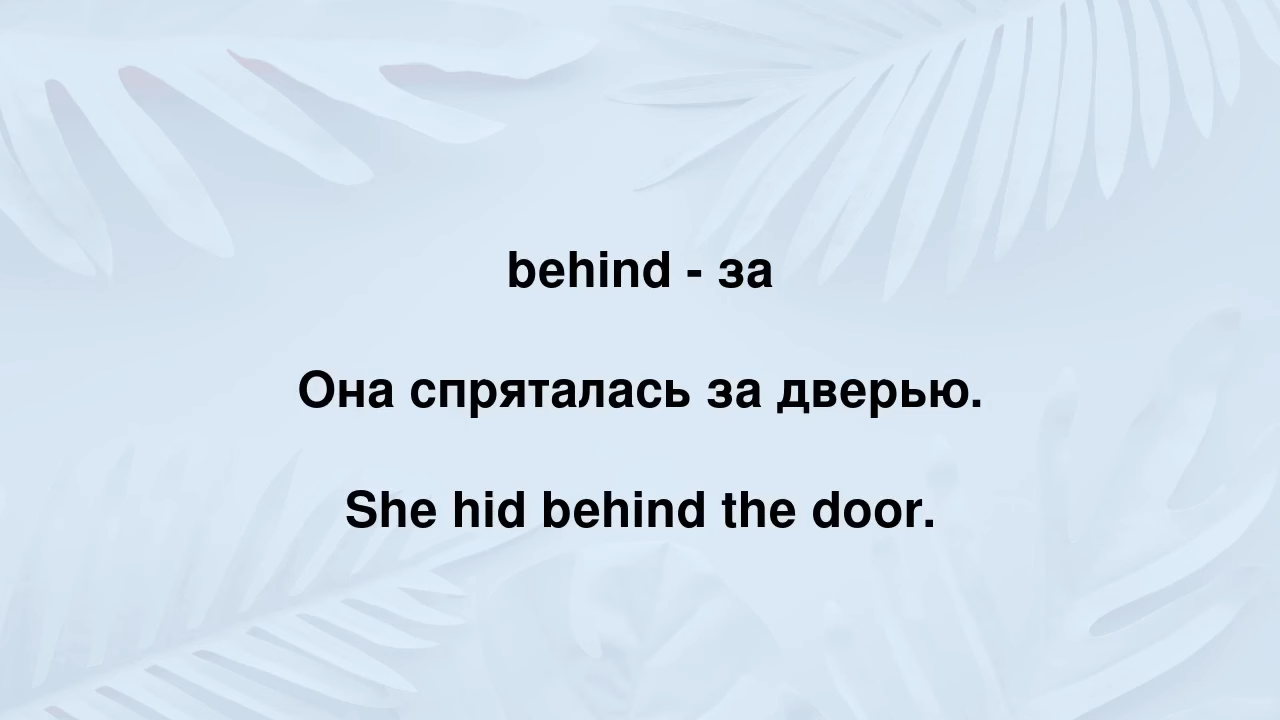 behind - за
Она спряталась за дверью.
She hid behind the door.